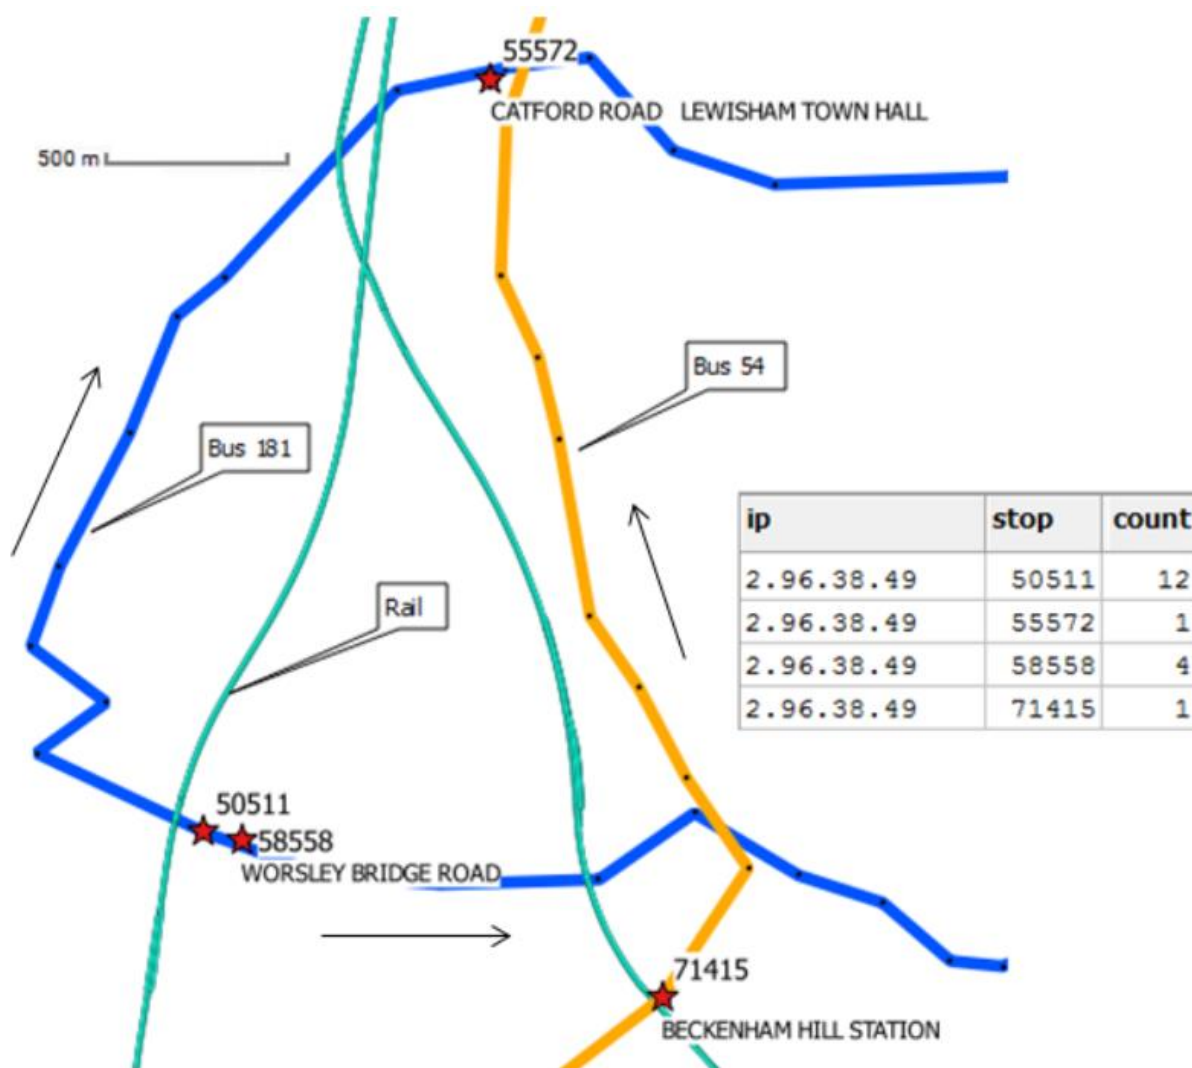 55572
CATFORD ROAD LEWISHAM TOWN HALL
500 m
Bus 54
Bus 181
ip stop count
2.96.38.49 50511 12
2.96.38.49 55572 1
2.96.38.49 58558 4
2.96.38.49 71415 1
Rail
50511
58558
WORSLEY BRIDGE ROAD
71415
BECKENHAM HILL STATION